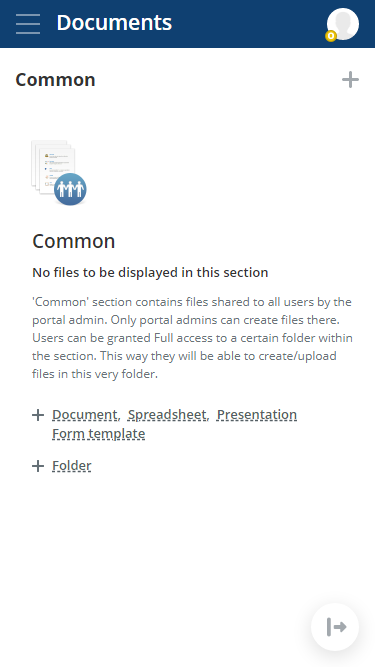 Documents
Common
Common
No files to be displayed in this section
'Common' section contains files shared to all users by the
portal admin. Only portal admins can create files there.
Users can be granted Full access to a certain folder within
the section. This way they will be able to create/upload
files in this very folder.
Document, Spreadsheet, Presentation
Form template
Folder